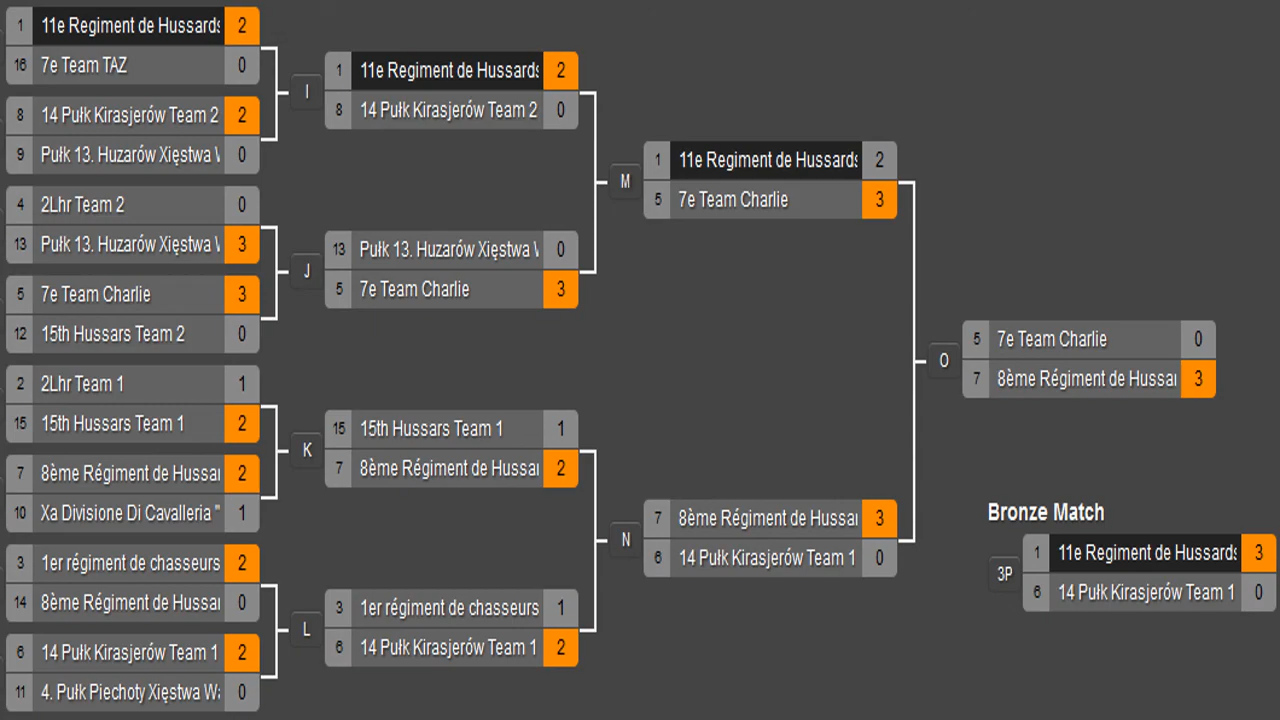 1 11e Regiment de Hussards 2
16 7e Team TAZ 0
8 14 Pułk Kirasjerów Team 2 2
9 Pułk 13. Huzarów Xięstwa 0
4 2Lhr Team 2 0
13 Pułk 13. Huzarów Xięstwa 3
5 7e Team Charlie 3
12 15th Hussars Team 2 0
2 2Lhr Team 1 1
15 15th Hussars Team 1 2
7 8ème Régiment de Hussar 2
10 Xa Divisione Di Cavalleria " 1
3 1er régiment de chasseurs 2
14 8ème Régiment de Hussar 0
6 14 Pułk Kirasjerów Team 1 2
11 4. Pułk Piechoty Xięstwa Wa 0
I
1 11e Regiment de Hussards 2
8 14 Pułk Kirasjerów Team 2 0
J
13 Pułk 13. Huzarów Xięstwa 0
5 7e Team Charlie 3
K
15 15th Hussars Team 1 1
7 8ème Régiment de Hussar 2
L
3 1er régiment de chasseurs 1
6 14 Pułk Kirasjerów Team 1 2
M
1 11e Regiment de Hussards 2
5 7e Team Charlie 3
N
7 8ème Régiment de Hussar 3
6 14 Pułk Kirasjerów Team 1 0
O
5 7e Team Charlie 0
7 8ème Régiment de Hussar 3
Bronze Match
3P
1 11e Regiment de Hussards 3
6 14 Pułk Kirasjerów Team 1 0